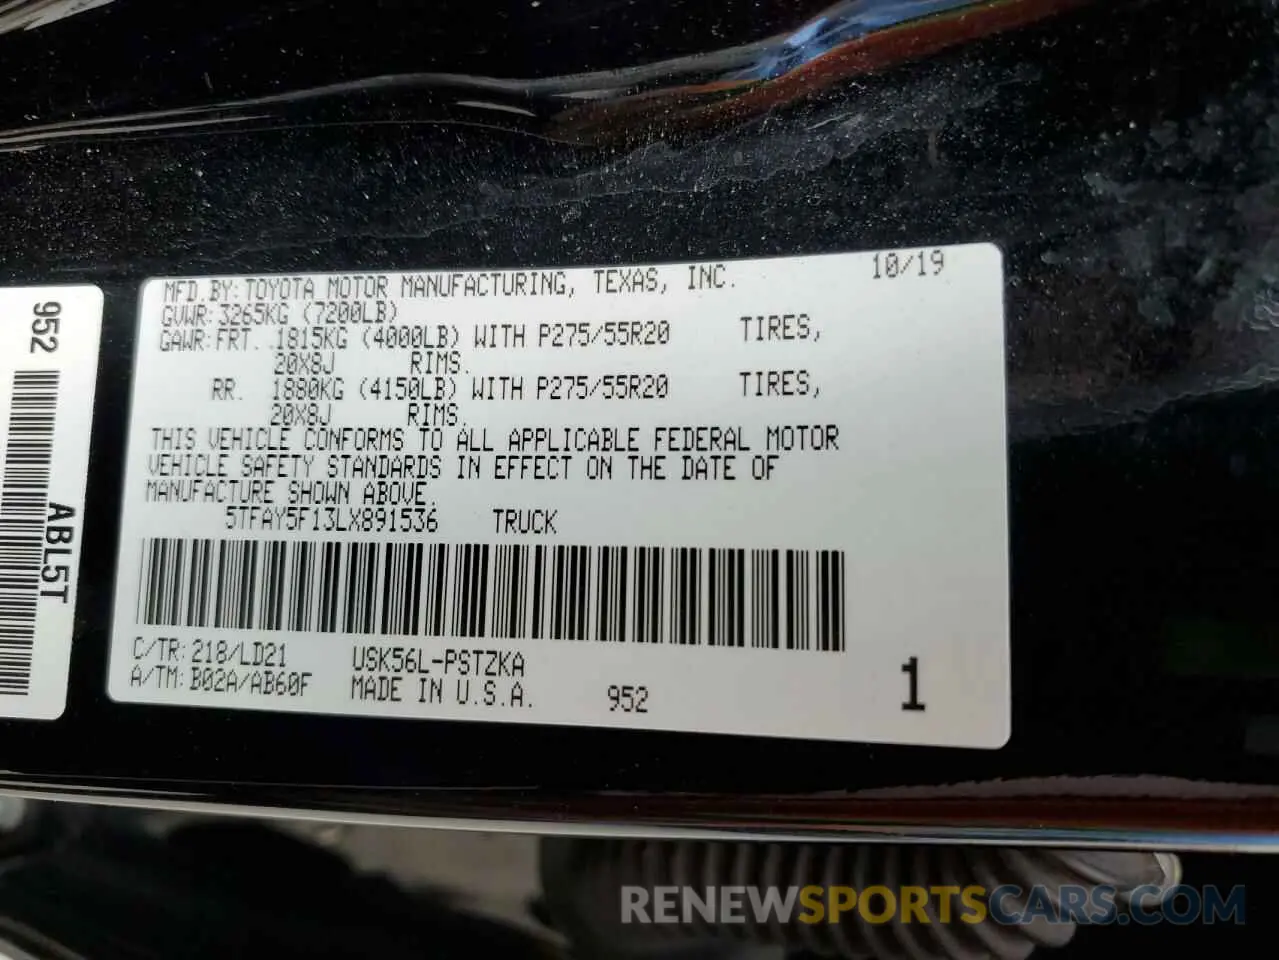 952
ABL5T
MFD.BY:TOYOTA MOTOR MANUFACTURING, TEXAS, INC. 10/19
GVWR:3265KG (7200LB)
GAWR:FRT. 1815KG (4000LB) WITH P275/55R20 TIRES,
20X8J RIMS.
RR. 1880KG (4150LB) WITH P275/55R20 TIRES,
20X8J RIMS.
THIS VEHICLE CONFORMS TO ALL APPLICABLE FEDERAL MOTOR
VEHICLE SAFETY STANDARDS IN EFFECT ON THE DATE OF
MANUFACTURE SHOWN ABOVE.
5TFAY5F13LX891536 TRUCK
C/TR:218/LD21 USK56L-PSTZKA
A/TM:B02A/AB60F MADE IN U.S.A. 952 1
RENEWSPORTSCARS.COM